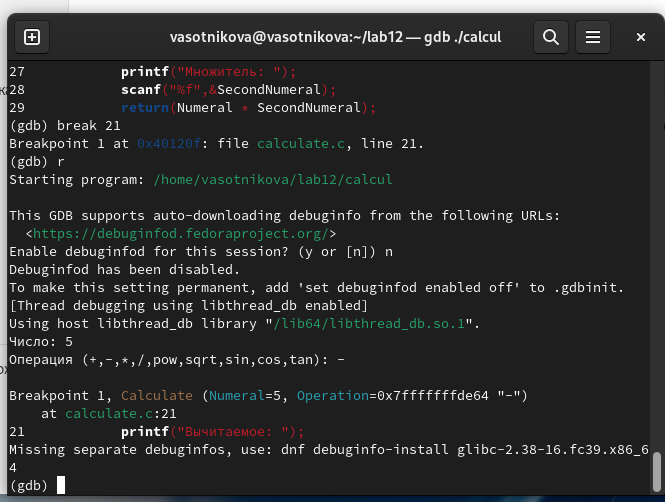 vasotnikova@vasotnikova:~/lab12 — gdb ./calcul
27 printf("Множитель: ");
28 scanf("%f",&SecondNumeral);
29 return(Numeral * SecondNumeral);
(gdb) break 21
Breakpoint 1 at 0x40120f: file calculate.c, line 21.
(gdb) r
Starting program: /home/vasotnikova/lab12/calcul
This GDB supports auto-downloading debuginfo from the following URLs:
<https://debuginfod.fedoraproject.org/>
Enable debuginfod for this session? (y or [n]) n
Debuginfod has been disabled.
To make this setting permanent, add 'set debuginfod enabled off' to .gdbinit.
[Thread debugging using libthread_db enabled]
Using host libthread_db library "/lib64/libthread_db.so.1".
Число: 5
Операция (+,-,*,/,pow,sqrt,sin,cos,tan): -
Breakpoint 1, Calculate (Numeral=5, Operation=0x7fffffffde64 "-")
at calculate.c:21
21 printf("Вычитаемое: ");
Missing separate debuginfos, use: dnf debuginfo-install glibc-2.38-16.fc39.x86_6
4
(gdb)